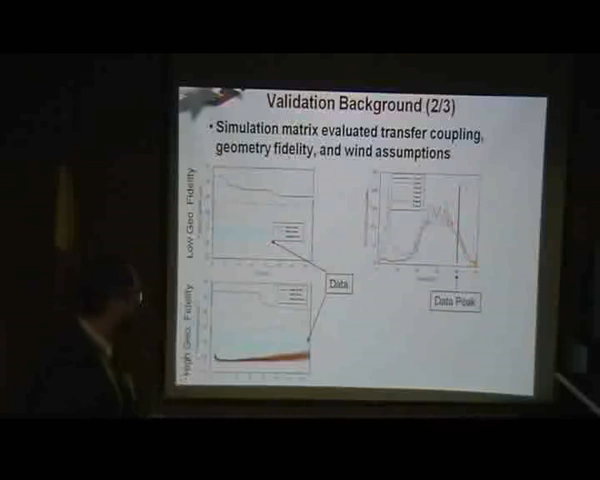 Validation Background (2/3)
• Simulation matrix evaluated transfer coupling,
geometry fidelity, and wind assumptions
Low Geo. Fidelity
High Geo. Fidelity
Data
Data Peak